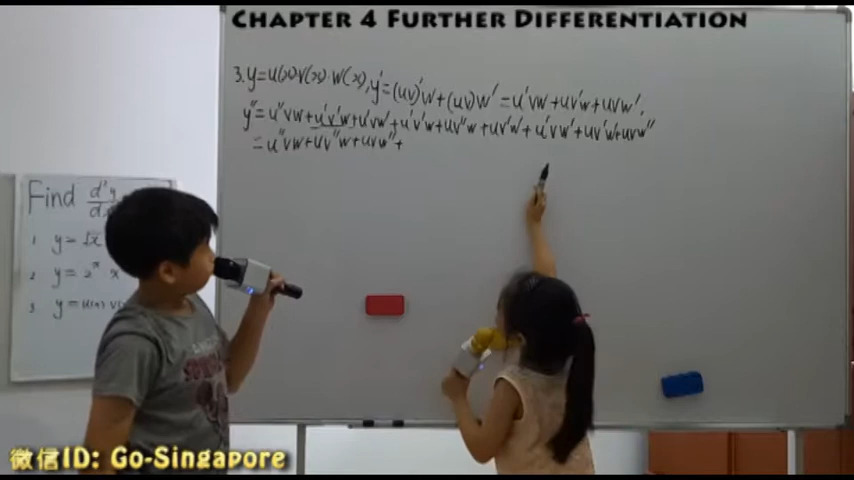 CHAPTER 4 FURTHER DIFFERENTIATION
3. y=u(x)·v(x)·w(x), y'=(uv)'w+(uv)w'=u'vw+uv'w+uvw',
y''=u''vw+u'v'w+u'vw'+u'v'w+uv''w+uv'w'+u'vw'+uv'w'+uvw''
=u''vw+uv''w+uvw''+
Find
1 y=
2 y= 2ˣ x
3 y=
微信ID: Go-Singapore